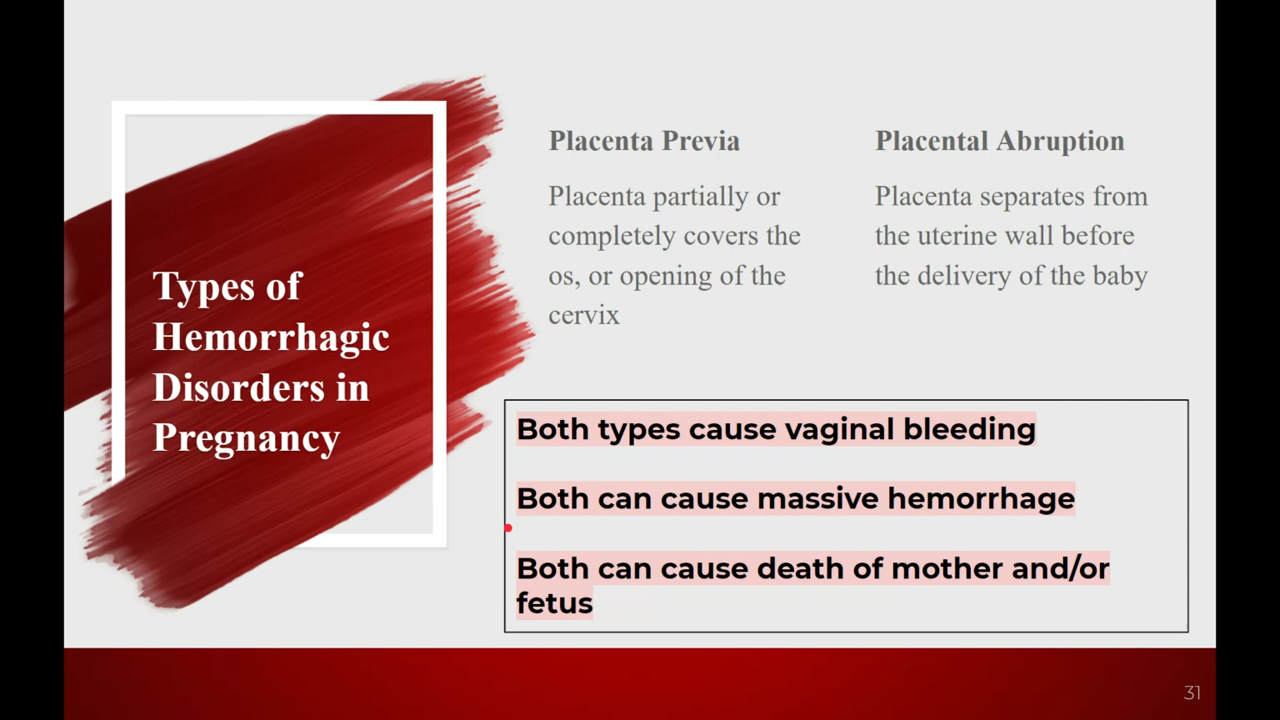 Types of
Hemorrhagic
Disorders in
Pregnancy
Placenta Previa
Placenta partially or
completely covers the
os, or opening of the
cervix
Placental Abruption
Placenta separates from
the uterine wall before
the delivery of the baby
Both types cause vaginal bleeding
Both can cause massive hemorrhage
Both can cause death of mother and/or
fetus
31